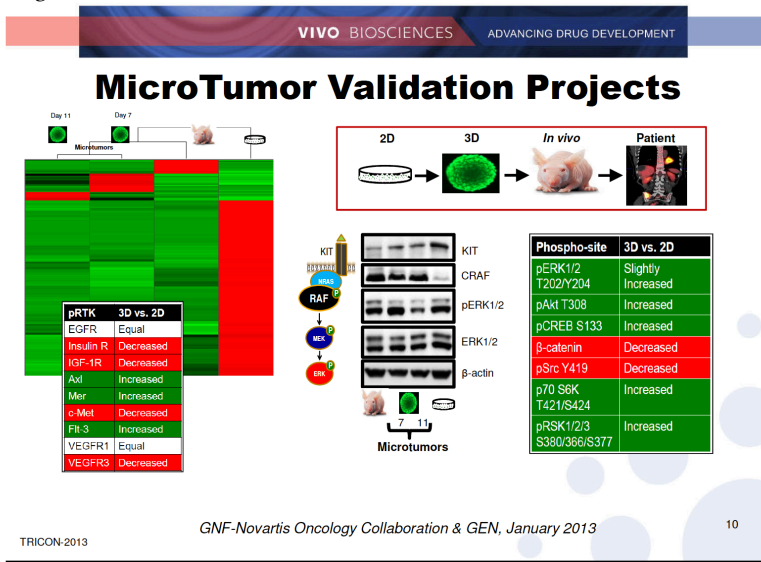 VIVO BIOSCIENCES
ADVANCING DRUG DEVELOPMENT
MicroTumor Validation Projects
Day 11
Day 7
Microtumors
2D
3D
In vivo
Patient
KIT
NRAS
RAF
P
MEK
P
ERK
P
KIT
CRAF
pERK1/2
ERK1/2
β-actin
7 11
Microtumors
pRTK 3D vs. 2D
EGFR Equal
Insulin R Decreased
IGF-1R Decreased
Axl Increased
Mer Increased
c-Met Decreased
Flt-3 Increased
VEGFR1 Equal
VEGFR3 Decreased
Phospho-site 3D vs. 2D
pERK1/2 Slightly
T202/Y204 Increased
pAkt T308 Increased
pCREB S133 Increased
β-catenin Decreased
pSrc Y419 Decreased
p70 S6K Increased
T421/S424
pRSK1/2/3 Increased
S380/366/S377
GNF-Novartis Oncology Collaboration & GEN, January 2013
10
TRICON-2013